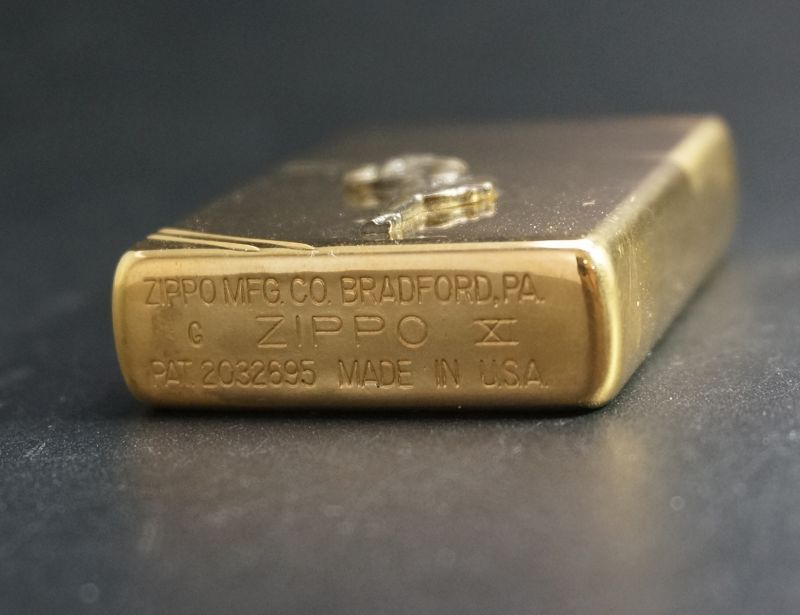 ZIPPO MFG. CO. BRADFORD, PA.
G ZIPPO XI
PAT. 2032695 MADE IN U.S.A.